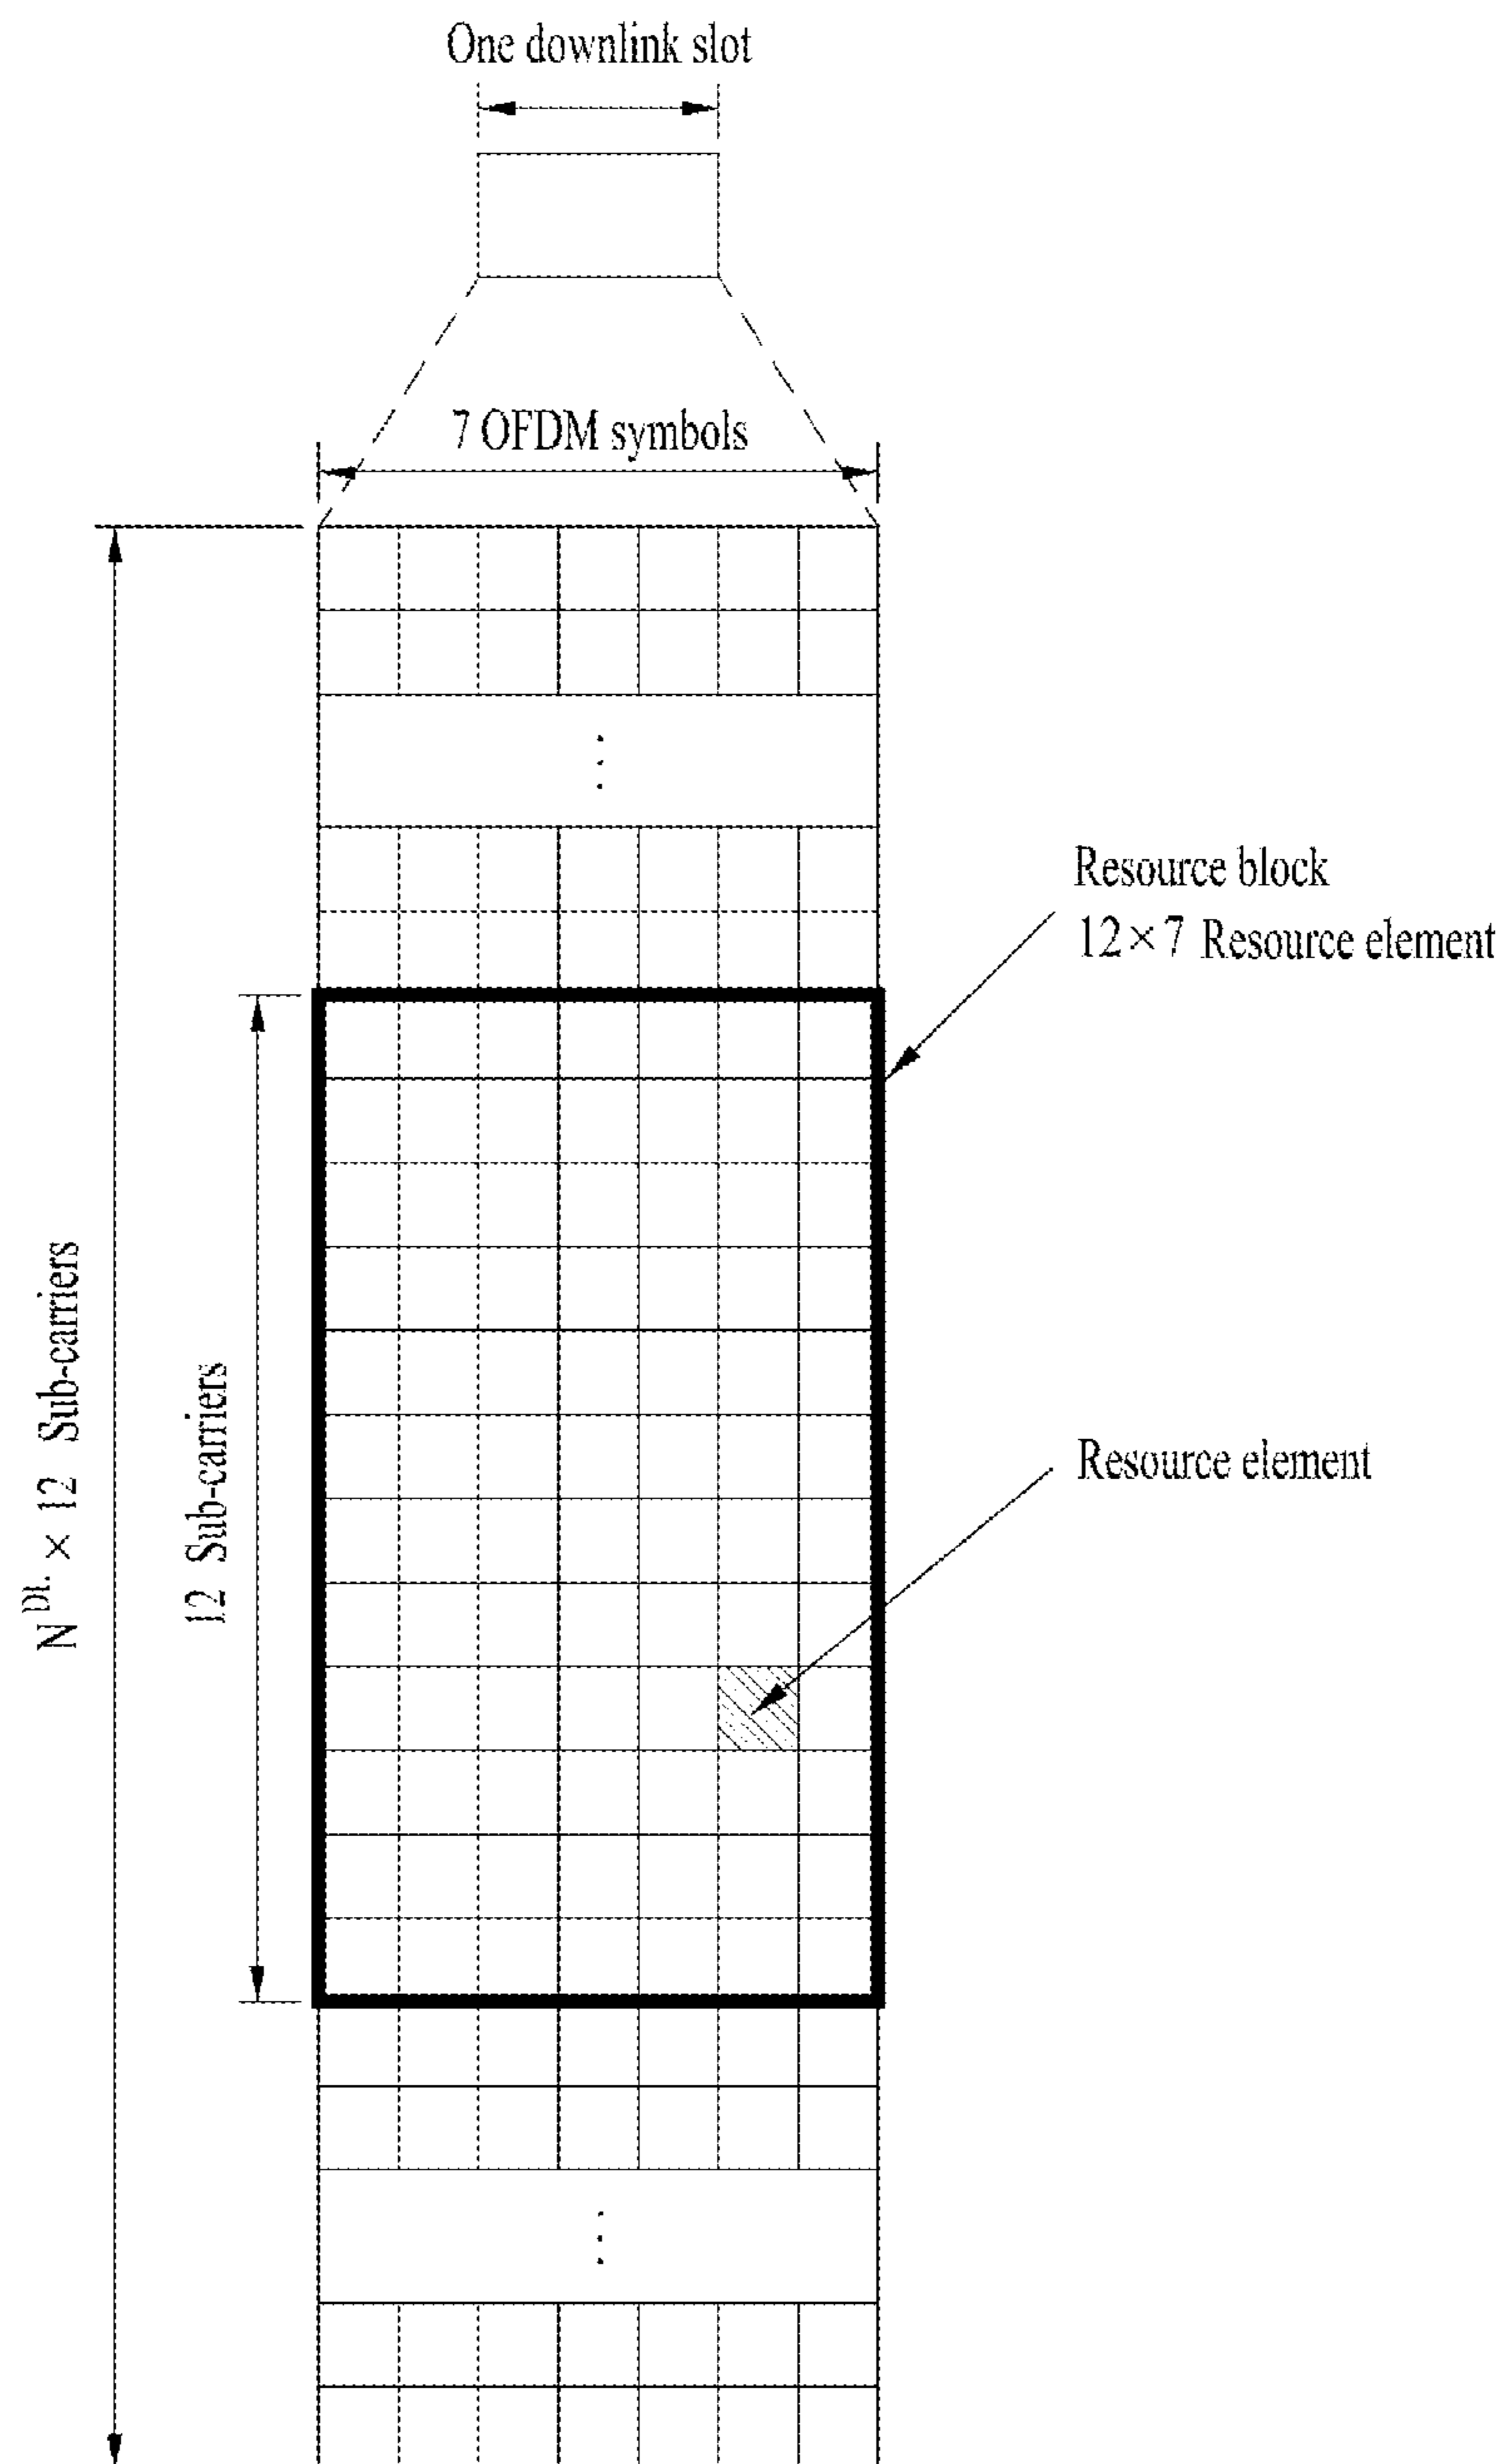 One downlink slot
7 OFDM symbols
Resource block
12×7 Resource element
Resource element
12 Sub-carriers
N^DL × 12 Sub-carriers